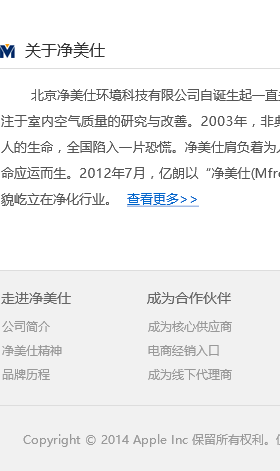 关于净美仕
北京净美仕环境科技有限公司自诞生起一直
注于室内空气质量的研究与改善。2003年，非典
人的生命，全国陷入一片恐慌。净美仕肩负着为
命应运而生。2012年7月，亿朗以“净美仕(Mfre
貌屹立在净化行业。 查看更多>>
走进净美仕 成为合作伙伴
公司简介 成为核心供应商
净美仕精神 电商经销入口
品牌历程 成为线下代理商
Copyright © 2014 Apple Inc 保留所有权利。